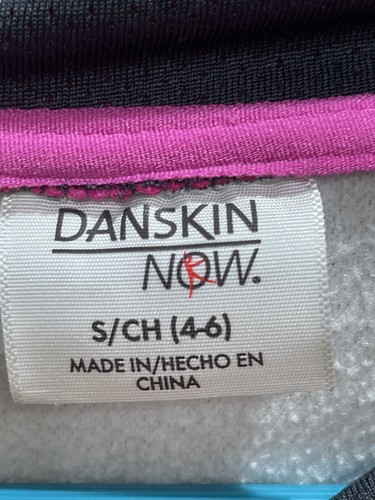 DANSKIN
NOW.
K
S/CH (4-6)
MADE IN/HECHO EN
CHINA